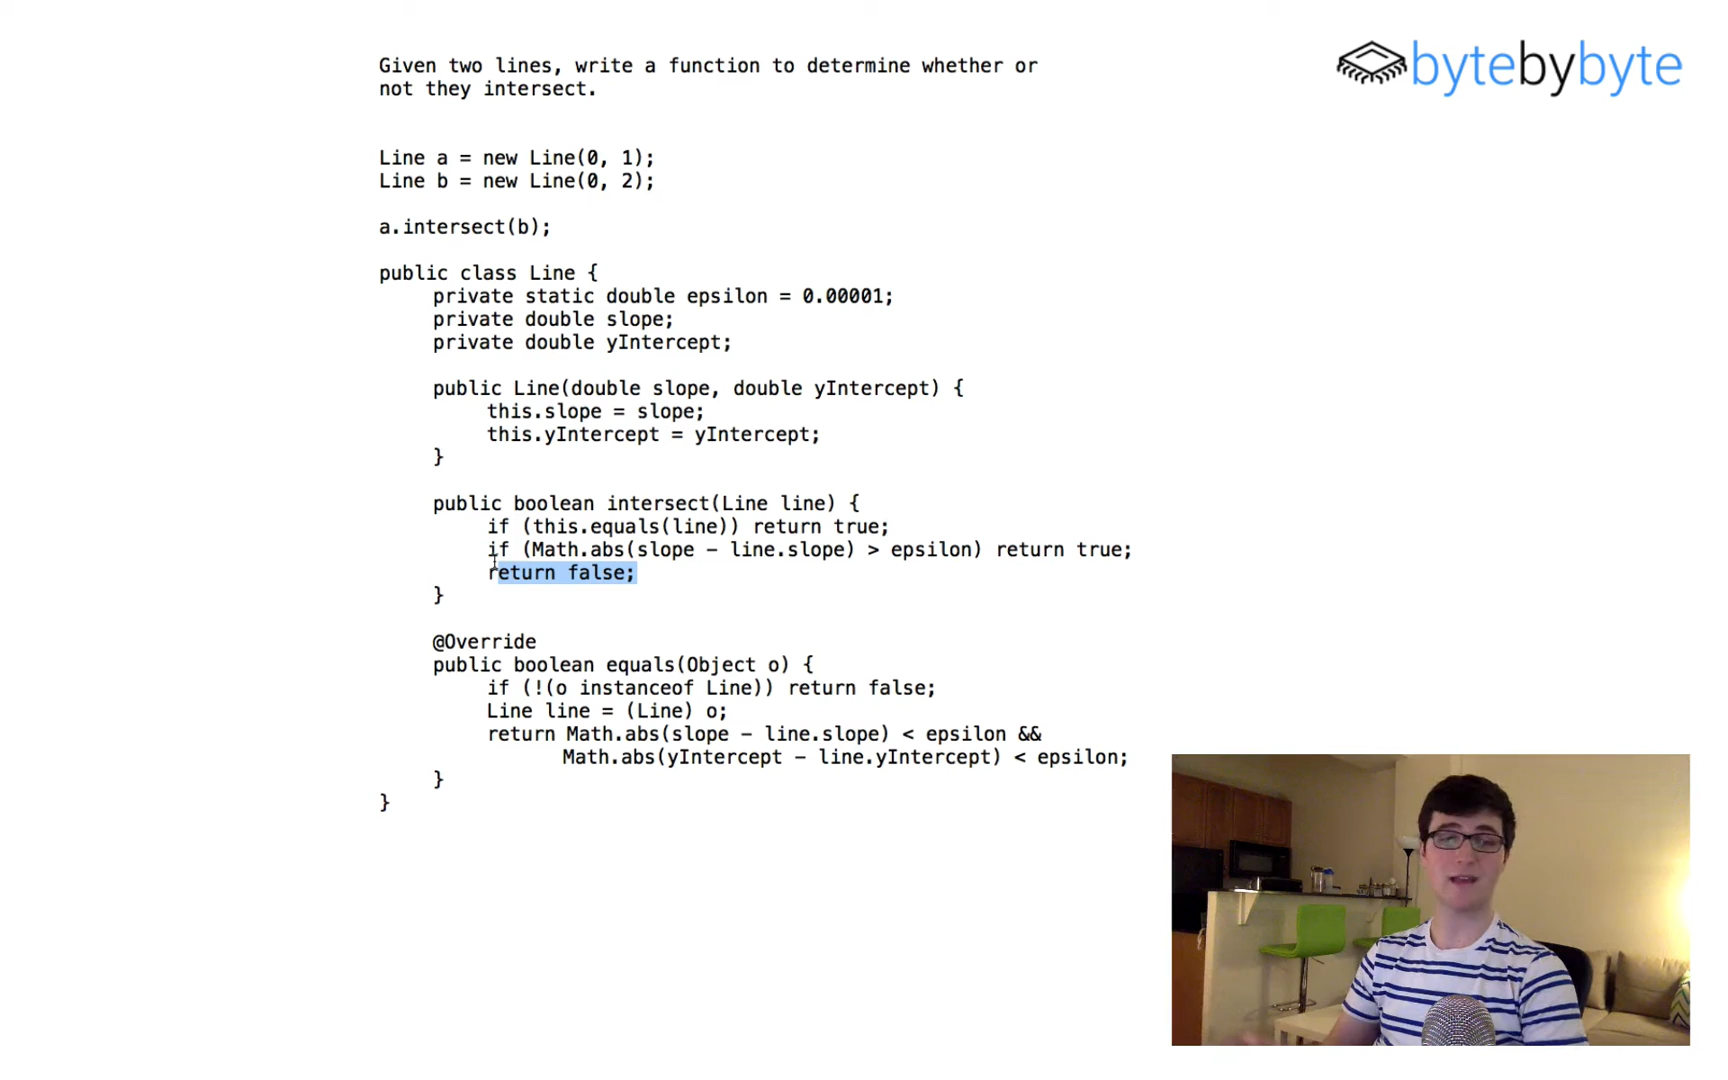 bytebybyte
Given two lines, write a function to determine whether or
not they intersect.
Line a = new Line(0, 1);
Line b = new Line(0, 2);
a.intersect(b);
public class Line {
private static double epsilon = 0.00001;
private double slope;
private double yIntercept;
public Line(double slope, double yIntercept) {
this.slope = slope;
this.yIntercept = yIntercept;
}
public boolean intersect(Line line) {
if (this.equals(line)) return true;
if (Math.abs(slope - line.slope) > epsilon) return true;
return false;
}
@Override
public boolean equals(Object o) {
if (!(o instanceof Line)) return false;
Line line = (Line) o;
return Math.abs(slope - line.slope) < epsilon &&
Math.abs(yIntercept - line.yIntercept) < epsilon;
}
}